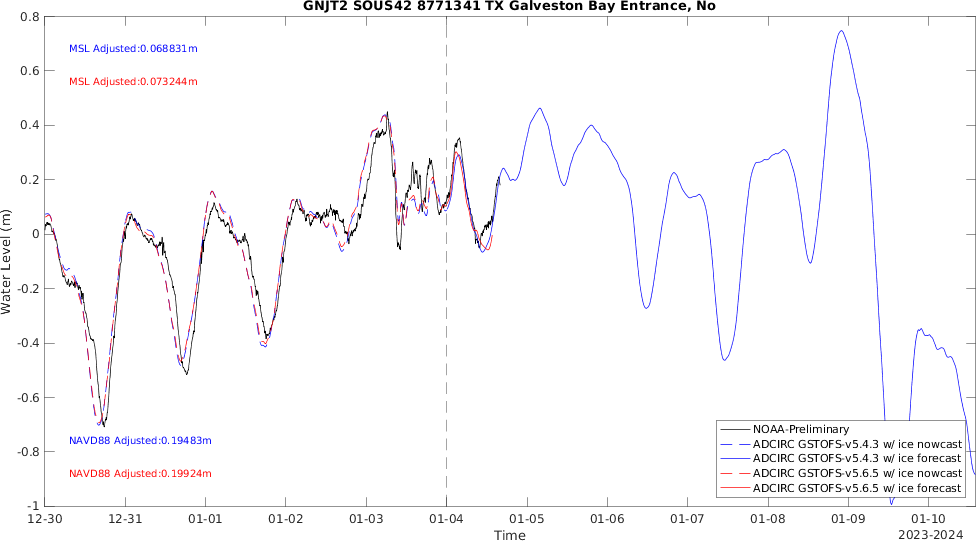 GNJT2 SOUS42 8771341 TX Galveston Bay Entrance, No
0.8
0.6
0.4
0.2
0
-0.2
-0.4
-0.6
-0.8
-1
Water Level (m)
MSL Adjusted:0.068831m
MSL Adjusted:0.073244m
NAVD88 Adjusted:0.19483m
NAVD88 Adjusted:0.19924m
NOAA-Preliminary
ADCIRC GSTOFS-v5.4.3 w/ ice nowcast
ADCIRC GSTOFS-v5.4.3 w/ ice forecast
ADCIRC GSTOFS-v5.6.5 w/ ice nowcast
ADCIRC GSTOFS-v5.6.5 w/ ice forecast
12-30 12-31 01-01 01-02 01-03 01-04 01-05 01-06 01-07 01-08 01-09 01-10
2023-2024
Time